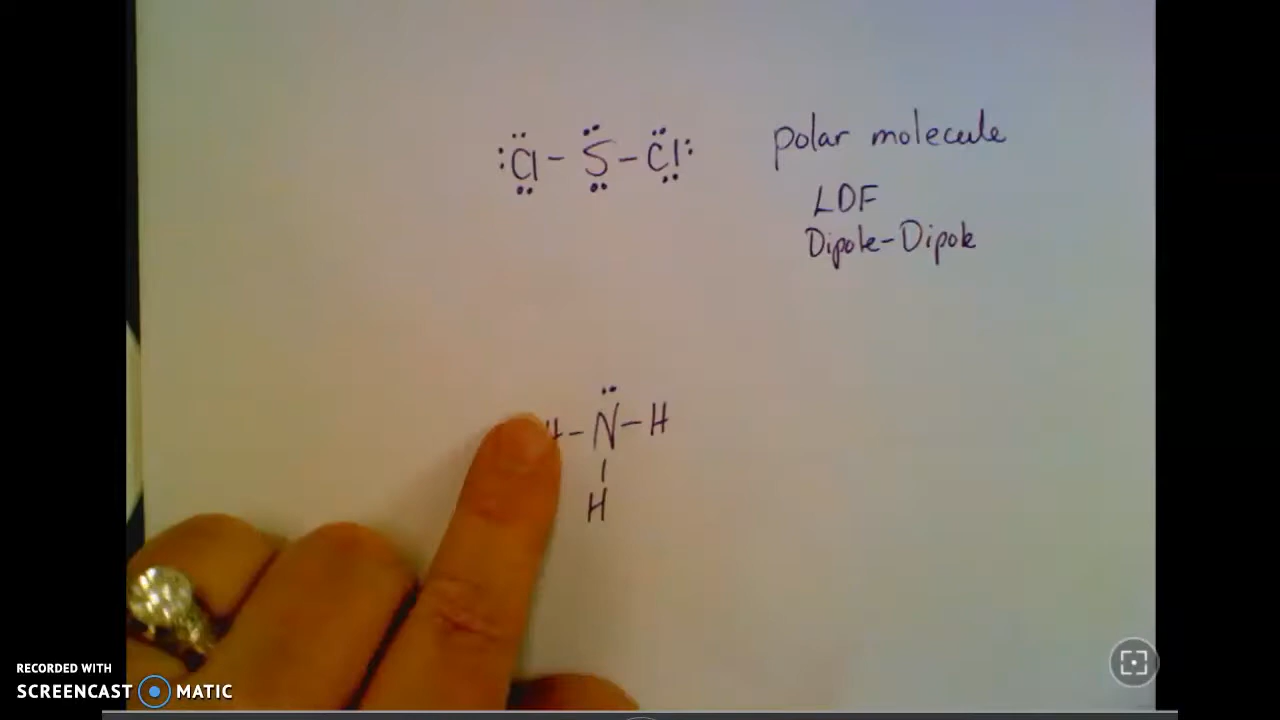 :Cl - S - Cl:
polar molecule
LDF
Dipole-Dipole
H - N - H
H
RECORDED WITH
SCREENCAST MATIC